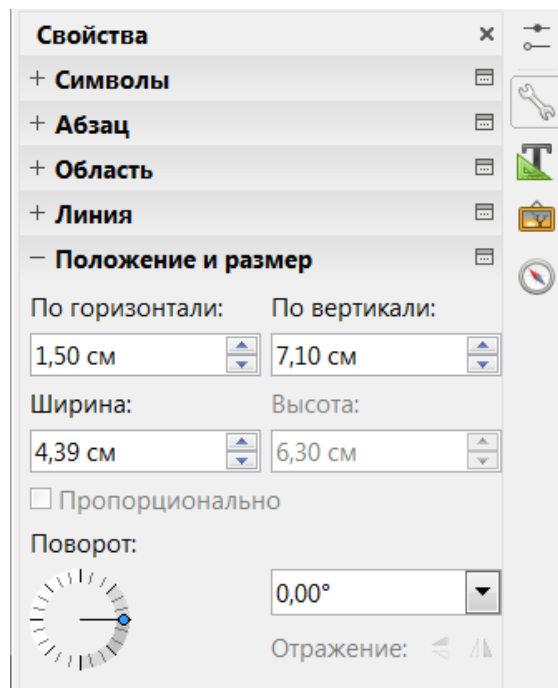 Свойства
Символы
Абзац
Область
Линия
Положение и размер
По горизонтали: По вертикали:
1,50 см 7,10 см
Ширина: Высота:
4,39 см 6,30 см
Пропорционально
Поворот:
0,00°
Отражение: